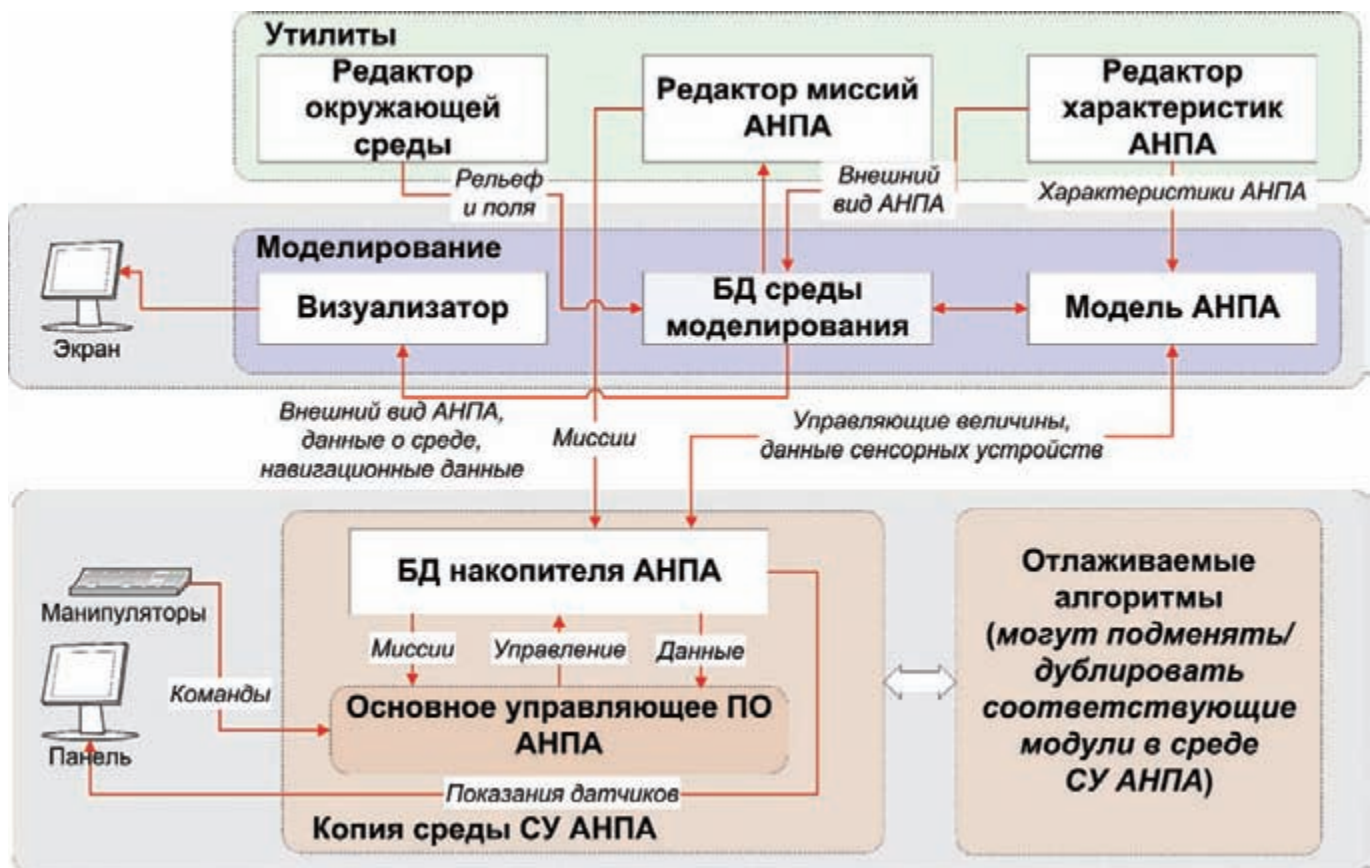 Утилиты
Редактор
окружающей
среды
Редактор миссий
АНПА
Редактор
характеристик
АНПА
Рельеф
и поля
Внешний
вид АНПА
Характеристики АНПА
Моделирование
Экран
Визуализатор
БД среды
моделирования
Модель АНПА
Внешний вид АНПА,
данные о среде,
навигационные данные
Миссии
Управляющие величины,
данные сенсорных устройств
БД накопителя АНПА
Манипуляторы
Миссии
Управление
Данные
Команды
Основное управляющее ПО
АНПА
Панель
Показания датчиков
Копия среды СУ АНПА
Отлаживаемые
алгоритмы
(могут подменять/
дублировать
соответствующие
модули в среде
СУ АНПА)